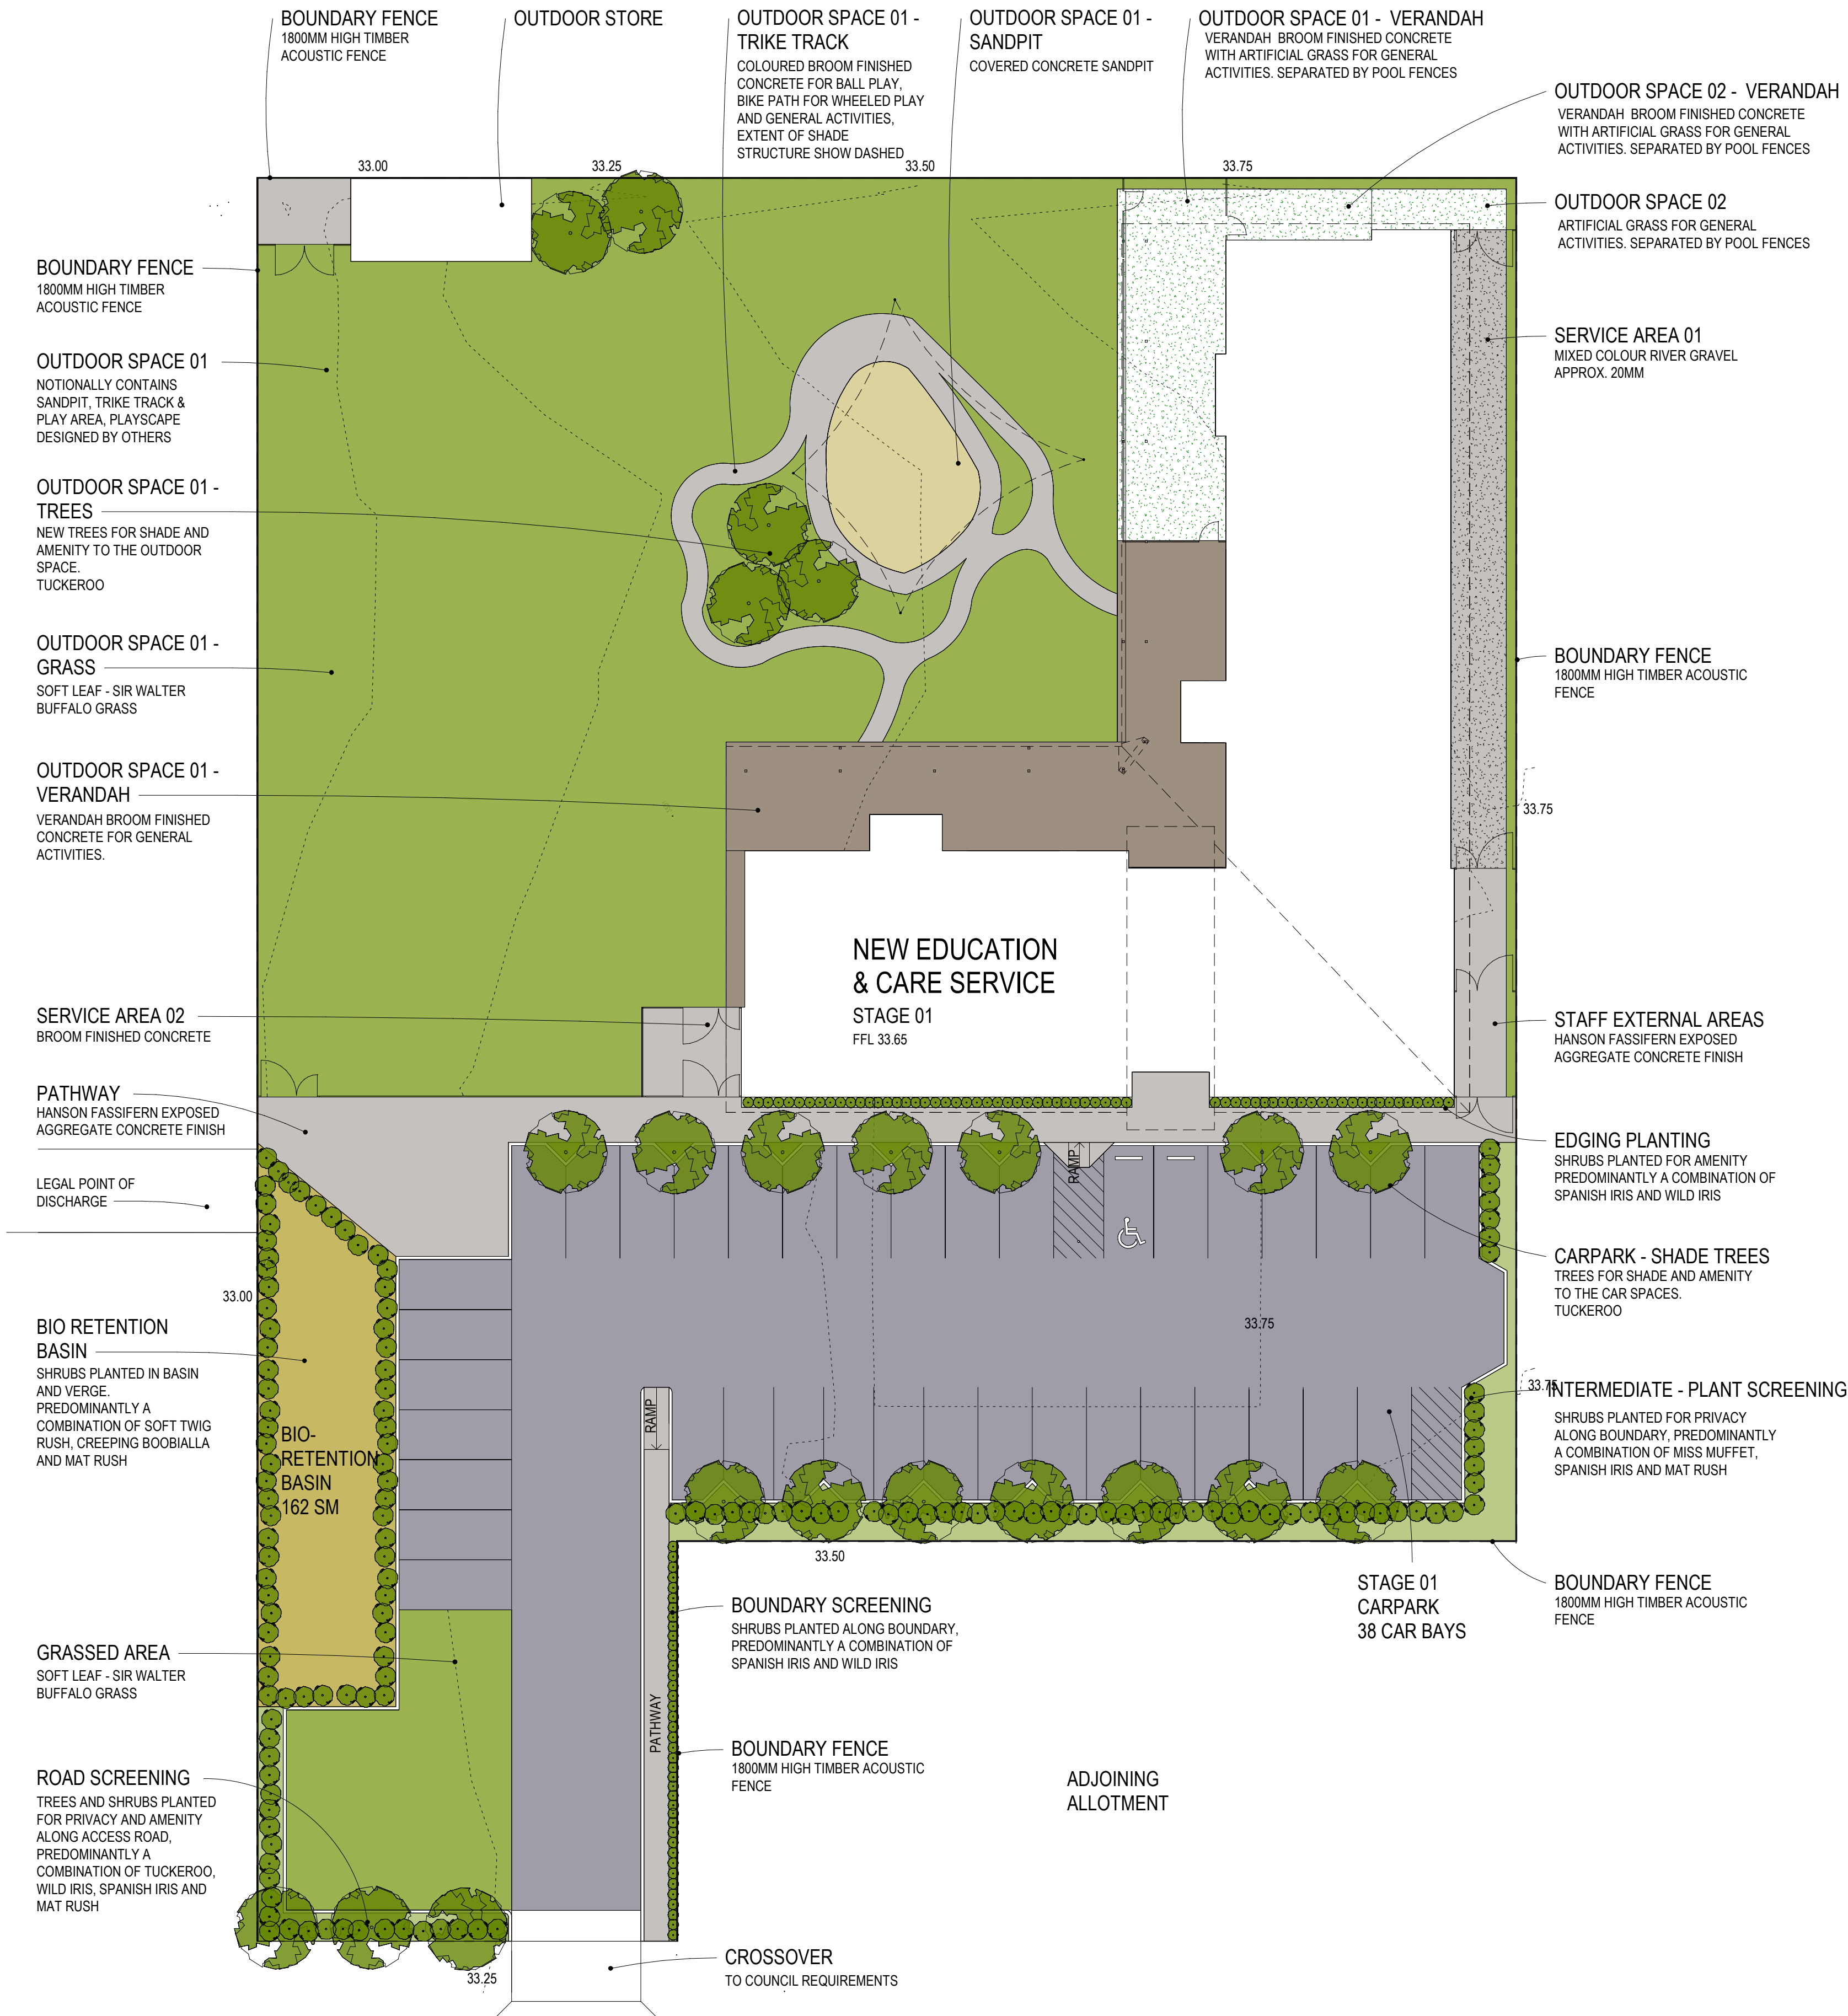 BOUNDARY FENCE
1800MM HIGH TIMBER
ACOUSTIC FENCE
OUTDOOR STORE
OUTDOOR SPACE 01 -
TRIKE TRACK
COLOURED BROOM FINISHED
CONCRETE FOR BALL PLAY,
BIKE PATH FOR WHEELED PLAY
AND GENERAL ACTIVITIES,
EXTENT OF SHADE
STRUCTURE SHOW DASHED
OUTDOOR SPACE 01 -
SANDPIT
COVERED CONCRETE SANDPIT
OUTDOOR SPACE 01 - VERANDAH
VERANDAH BROOM FINISHED CONCRETE
WITH ARTIFICIAL GRASS FOR GENERAL
ACTIVITIES. SEPARATED BY POOL FENCES
OUTDOOR SPACE 02 - VERANDAH
VERANDAH BROOM FINISHED CONCRETE
WITH ARTIFICIAL GRASS FOR GENERAL
ACTIVITIES. SEPARATED BY POOL FENCES
33.00
33.25
33.50
33.75
OUTDOOR SPACE 02
ARTIFICIAL GRASS FOR GENERAL
ACTIVITIES. SEPARATED BY POOL FENCES
BOUNDARY FENCE
1800MM HIGH TIMBER
ACOUSTIC FENCE
SERVICE AREA 01
MIXED COLOUR RIVER GRAVEL
APPROX. 20MM
OUTDOOR SPACE 01
NOTIONALLY CONTAINS
SANDPIT, TRIKE TRACK &
PLAY AREA, PLAYSCAPE
DESIGNED BY OTHERS
OUTDOOR SPACE 01 -
TREES
NEW TREES FOR SHADE AND
AMENITY TO THE OUTDOOR
SPACE.
TUCKEROO
OUTDOOR SPACE 01 -
GRASS
SOFT LEAF - SIR WALTER
BUFFALO GRASS
BOUNDARY FENCE
1800MM HIGH TIMBER ACOUSTIC
FENCE
OUTDOOR SPACE 01 -
VERANDAH
VERANDAH BROOM FINISHED
CONCRETE FOR GENERAL
ACTIVITIES.
33.75
NEW EDUCATION
& CARE SERVICE
STAGE 01
FFL 33.65
SERVICE AREA 02
BROOM FINISHED CONCRETE
STAFF EXTERNAL AREAS
HANSON FASSIFERN EXPOSED
AGGREGATE CONCRETE FINISH
PATHWAY
HANSON FASSIFERN EXPOSED
AGGREGATE CONCRETE FINISH
EDGING PLANTING
SHRUBS PLANTED FOR AMENITY
PREDOMINANTLY A COMBINATION OF
SPANISH IRIS AND WILD IRIS
RAMP
LEGAL POINT OF
DISCHARGE
CARPARK - SHADE TREES
TREES FOR SHADE AND AMENITY
TO THE CAR SPACES.
TUCKEROO
33.00
33.75
BIO RETENTION
BASIN
SHRUBS PLANTED IN BASIN
AND VERGE.
PREDOMINANTLY A
COMBINATION OF SOFT TWIG
RUSH, CREEPING BOOBIALLA
AND MAT RUSH
33.75
INTERMEDIATE - PLANT SCREENING
SHRUBS PLANTED FOR PRIVACY
ALONG BOUNDARY, PREDOMINANTLY
A COMBINATION OF MISS MUFFET,
SPANISH IRIS AND MAT RUSH
RAMP
BIO-
RETENTION
BASIN
162 SM
33.50
STAGE 01
CARPARK
38 CAR BAYS
BOUNDARY FENCE
1800MM HIGH TIMBER ACOUSTIC
FENCE
BOUNDARY SCREENING
SHRUBS PLANTED ALONG BOUNDARY,
PREDOMINANTLY A COMBINATION OF
SPANISH IRIS AND WILD IRIS
GRASSED AREA
SOFT LEAF - SIR WALTER
BUFFALO GRASS
PATHWAY
BOUNDARY FENCE
1800MM HIGH TIMBER ACOUSTIC
FENCE
ADJOINING
ALLOTMENT
ROAD SCREENING
TREES AND SHRUBS PLANTED
FOR PRIVACY AND AMENITY
ALONG ACCESS ROAD,
PREDOMINANTLY A
COMBINATION OF TUCKEROO,
WILD IRIS, SPANISH IRIS AND
MAT RUSH
33.25
CROSSOVER
TO COUNCIL REQUIREMENTS